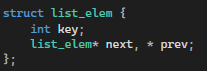 struct list_elem {
    int key;
    list_elem* next, * prev;
};